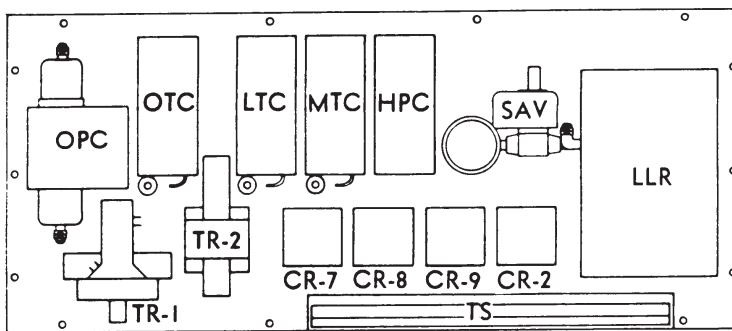 OPC
OTC
LTC
MTC
HPC
SAV
LLR
TR-1
TR-2
CR-7
CR-8
CR-9
CR-2
TS